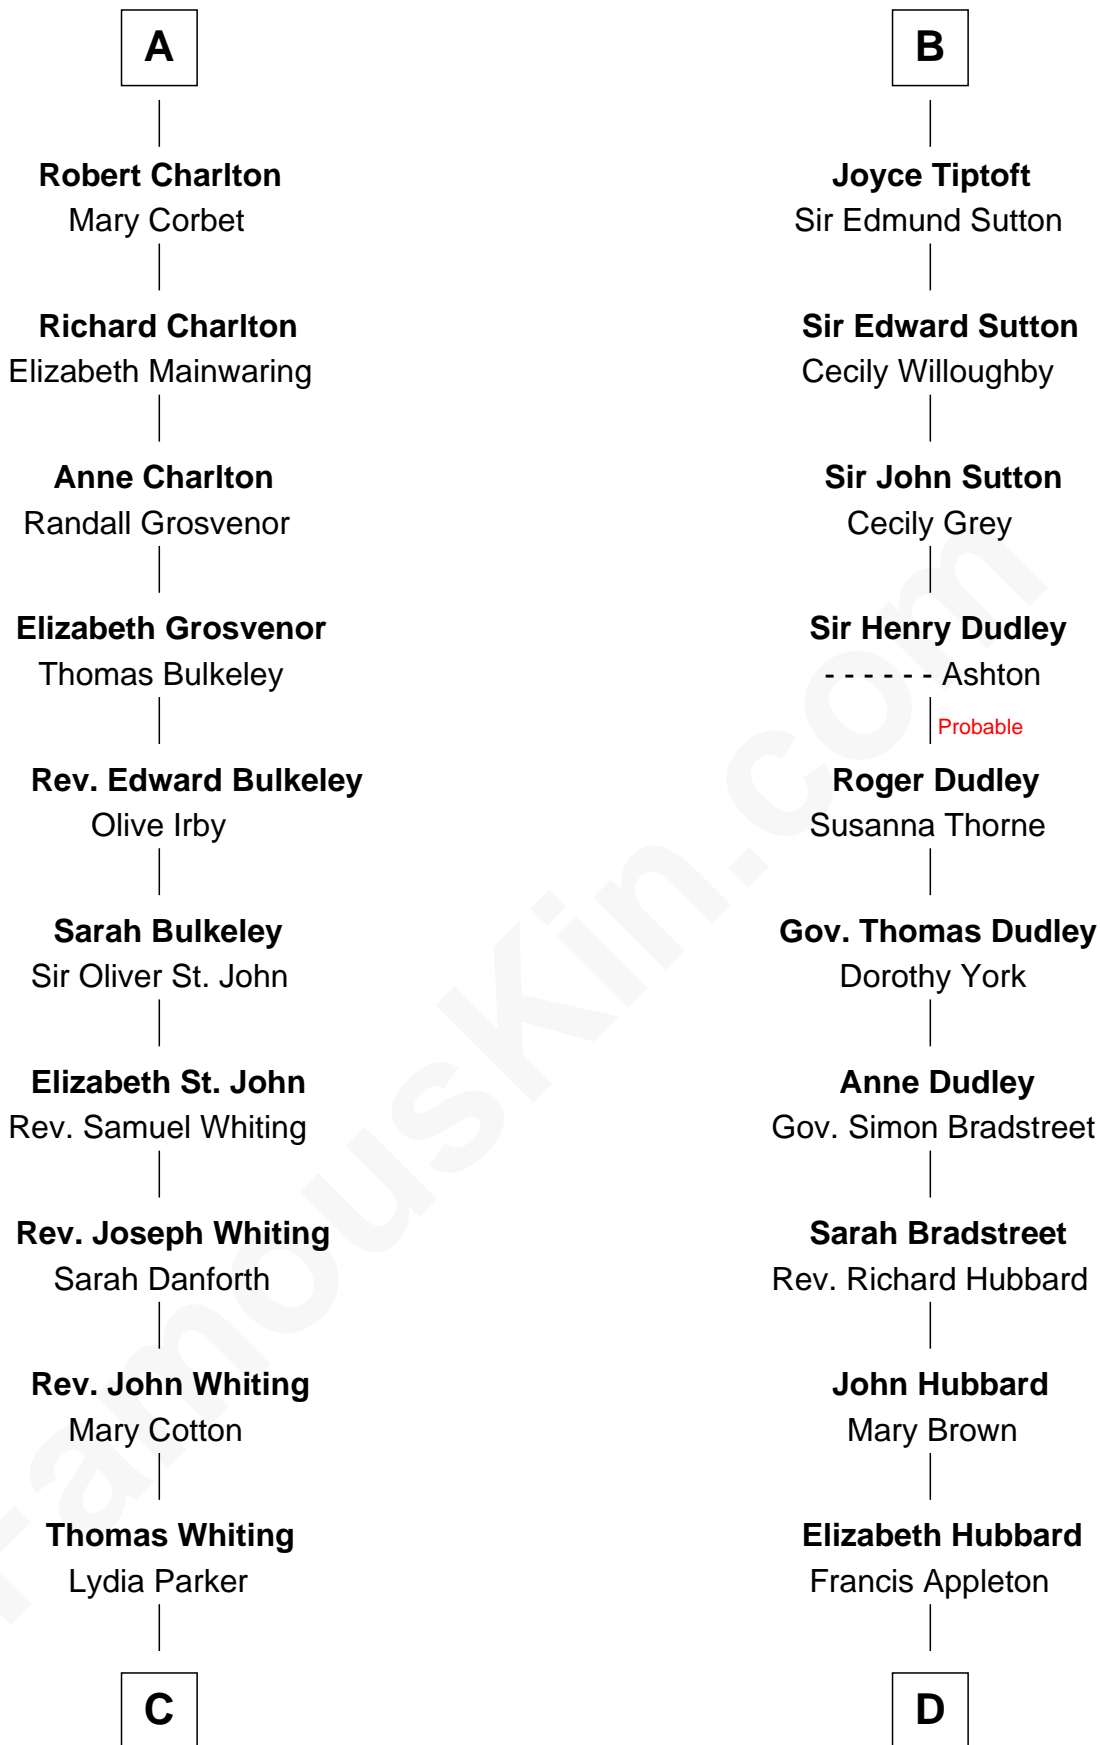 A
Robert Charlton
Mary Corbet
Richard Charlton
Elizabeth Mainwaring
Anne Charlton
Randall Grosvenor
Elizabeth Grosvenor
Thomas Bulkeley
Rev. Edward Bulkeley
Olive Irby
Sarah Bulkeley
Sir Oliver St. John
Elizabeth St. John
Rev. Samuel Whiting
Rev. Joseph Whiting
Sarah Danforth
Rev. John Whiting
Mary Cotton
Thomas Whiting
Lydia Parker
C
B
Joyce Tiptoft
Sir Edmund Sutton
Sir Edward Sutton
Cecily Willoughby
Sir John Sutton
Cecily Grey
Sir Henry Dudley
- - - - - - Ashton
Probable
Roger Dudley
Susanna Thorne
Gov. Thomas Dudley
Dorothy York
Anne Dudley
Gov. Simon Bradstreet
Sarah Bradstreet
Rev. Richard Hubbard
John Hubbard
Mary Brown
Elizabeth Hubbard
Francis Appleton
D
FamousKin.com